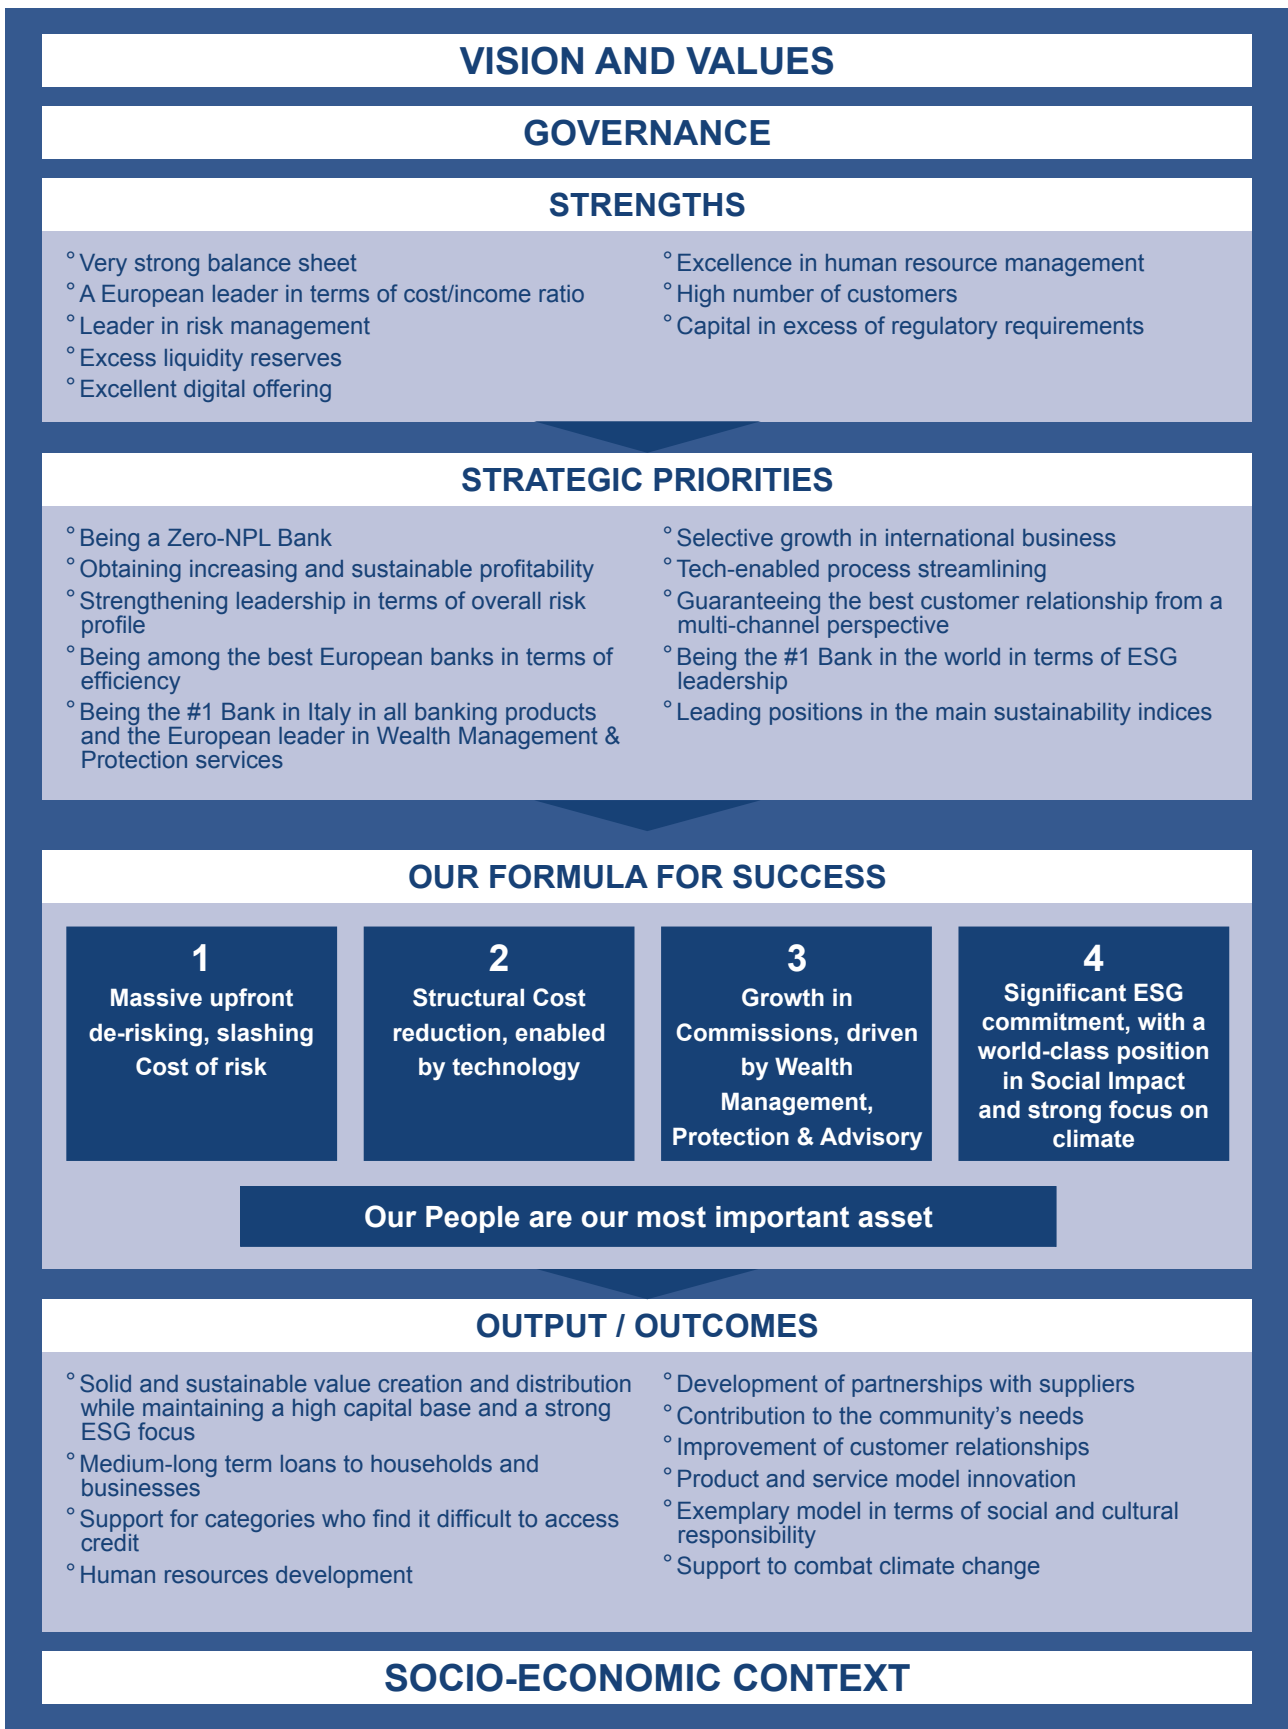 VISION AND VALUES
GOVERNANCE
STRENGTHS
° Very strong balance sheet
° A European leader in terms of cost/income ratio
° Leader in risk management
° Excess liquidity reserves
° Excellent digital offering
° Excellence in human resource management
° High number of customers
° Capital in excess of regulatory requirements
STRATEGIC PRIORITIES
° Being a Zero-NPL Bank
° Obtaining increasing and sustainable profitability
° Strengthening leadership in terms of overall risk
profile
° Being among the best European banks in terms of
efficiency
° Being the #1 Bank in Italy in all banking products
and the European leader in Wealth Management &
Protection services
° Selective growth in international business
° Tech-enabled process streamlining
° Guaranteeing the best customer relationship from a
multi-channel perspective
° Being the #1 Bank in the world in terms of ESG
leadership
° Leading positions in the main sustainability indices
OUR FORMULA FOR SUCCESS
1
Massive upfront
de-risking, slashing
Cost of risk
2
Structural Cost
reduction, enabled
by technology
3
Growth in
Commissions, driven
by Wealth
Management,
Protection & Advisory
4
Significant ESG
commitment, with a
world-class position
in Social Impact
and strong focus on
climate
Our People are our most important asset
OUTPUT / OUTCOMES
° Solid and sustainable value creation and distribution
while maintaining a high capital base and a strong
ESG focus
° Medium-long term loans to households and
businesses
° Support for categories who find it difficult to access
credit
° Human resources development
° Development of partnerships with suppliers
° Contribution to the community’s needs
° Improvement of customer relationships
° Product and service model innovation
° Exemplary model in terms of social and cultural
responsibility
° Support to combat climate change
SOCIO-ECONOMIC CONTEXT